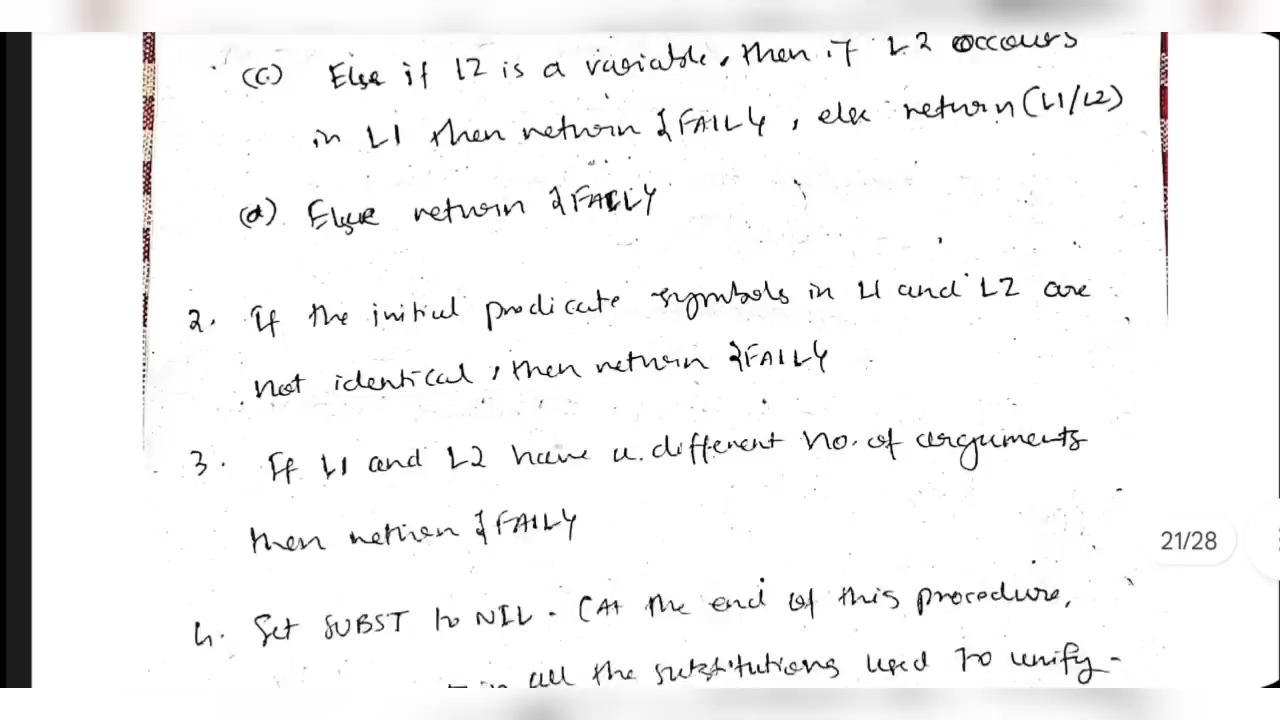 (c) Else if L2 is a variable, then if L2 occours
in L1 then return {FAIL}, else return (L1/L2)
(d) Else return {FAIL}
2. If the initial predicate symbols in L1 and L2 are
not identical, then return {FAIL}
3. If L1 and L2 have a different no. of arguments
then return {FAIL}
21/28
4. Set SUBST to NIL. (At the end of this procedure,
all the substitutions used to unify